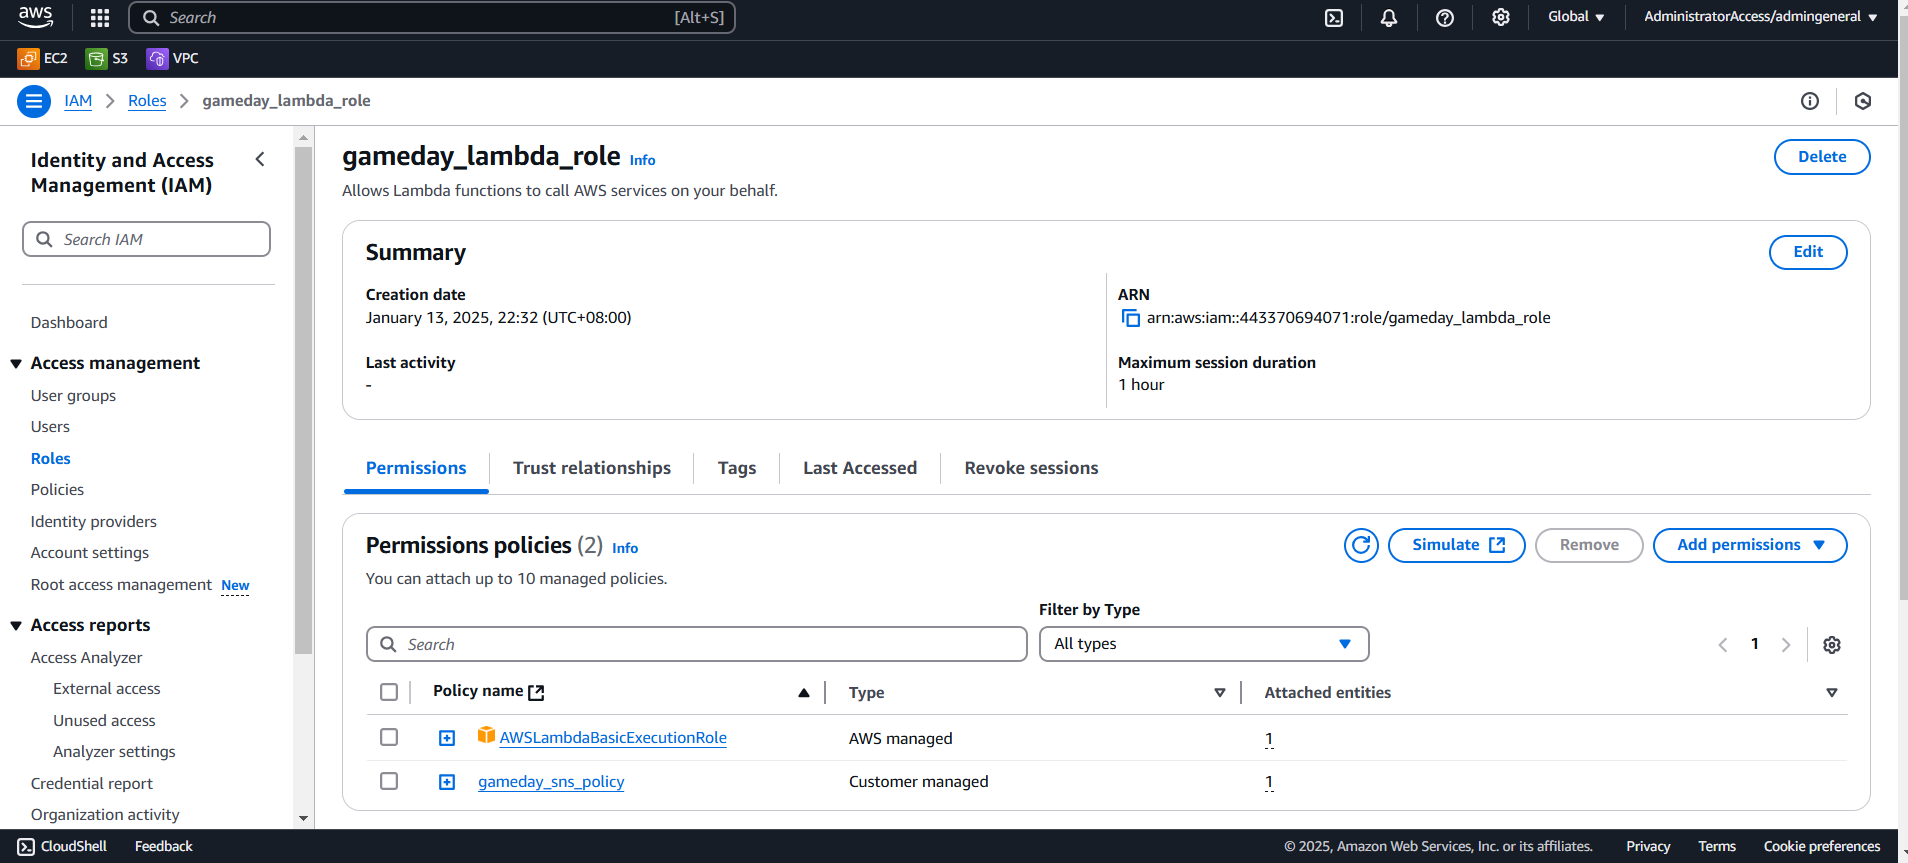 aws
Search
[Alt+S]
Global
AdministratorAccess/admingeneral
EC2
S3
VPC
IAM
Roles
gameday_lambda_role
Identity and Access
Management (IAM)
Search IAM
Dashboard
Access management
User groups
Users
Roles
Policies
Identity providers
Account settings
Root access management New
Access reports
Access Analyzer
External access
Unused access
Analyzer settings
Credential report
Organization activity
gameday_lambda_role Info
Delete
Allows Lambda functions to call AWS services on your behalf.
Summary
Edit
Creation date
January 13, 2025, 22:32 (UTC+08:00)
ARN
arn:aws:iam::443370694071:role/gameday_lambda_role
Last activity
-
Maximum session duration
1 hour
Permissions
Trust relationships
Tags
Last Accessed
Revoke sessions
Permissions policies (2) Info
Simulate
Remove
Add permissions
You can attach up to 10 managed policies.
Filter by Type
Search
All types
1
Policy name
Type
Attached entities
AWSLambdaBasicExecutionRole
AWS managed
1
gameday_sns_policy
Customer managed
1
CloudShell
Feedback
© 2025, Amazon Web Services, Inc. or its affiliates.
Privacy
Terms
Cookie preferences